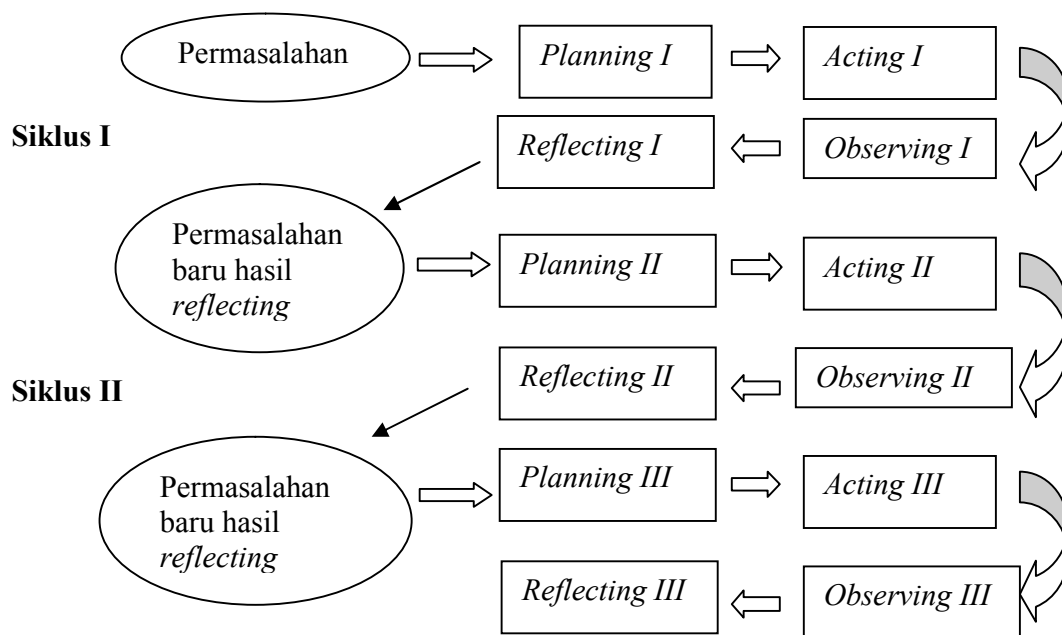 Permasalahan
Planning I
Acting I
Siklus I
Reflecting I
Observing I
Permasalahan
baru hasil
reflecting
Planning II
Acting II
Siklus II
Reflecting II
Observing II
Permasalahan
baru hasil
reflecting
Planning III
Acting III
Reflecting III
Observing III